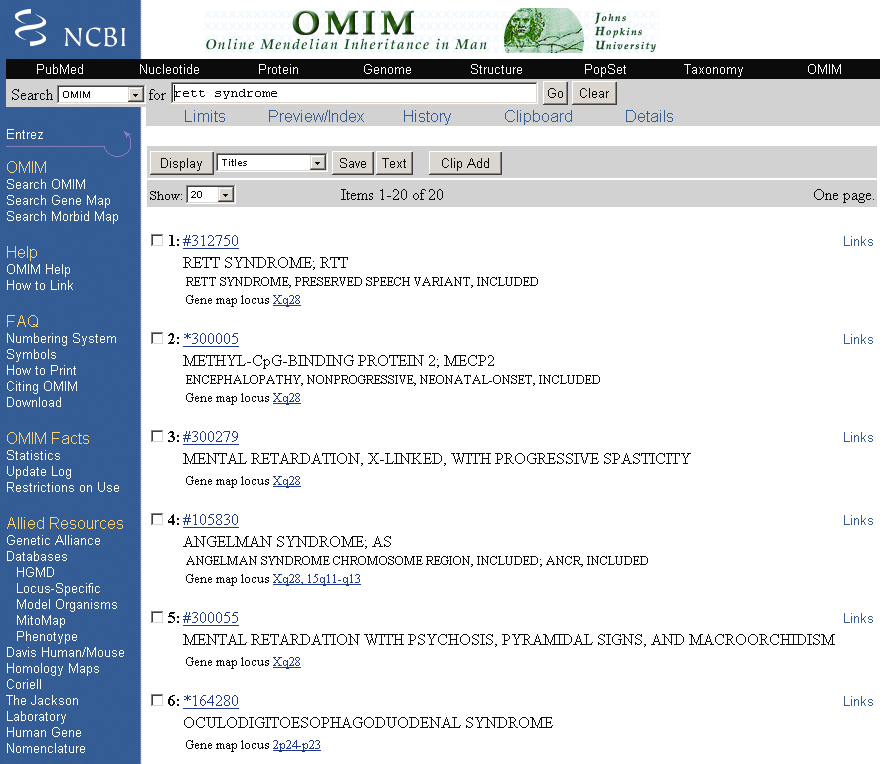 NCBI
OMIM
Online Mendelian Inheritance in Man
Johns
Hopkins
University
PubMed Nucleotide Protein Genome Structure PopSet Taxonomy OMIM
Search OMIM for rett syndrome Go Clear
Limits Preview/Index History Clipboard Details
Entrez
OMIM
Search OMIM
Search Gene Map
Search Morbid Map
Help
OMIM Help
How to Link
FAQ
Numbering System
Symbols
How to Print
Citing OMIM
Download
OMIM Facts
Statistics
Update Log
Restrictions on Use
Allied Resources
Genetic Alliance
Databases
HGMD
Locus-Specific
Model Organisms
MitoMap
Phenotype
Davis Human/Mouse
Homology Maps
Coriell
The Jackson
Laboratory
Human Gene
Nomenclature
Display Titles Save Text Clip Add
Show: 20 Items 1-20 of 20 One page.
1: #312750 Links
RETT SYNDROME; RTT
RETT SYNDROME, PRESERVED SPEECH VARIANT, INCLUDED
Gene map locus Xq28
2: *300005 Links
METHYL-CpG-BINDING PROTEIN 2; MECP2
ENCEPHALOPATHY, NONPROGRESSIVE, NEONATAL-ONSET, INCLUDED
Gene map locus Xq28
3: #300279 Links
MENTAL RETARDATION, X-LINKED, WITH PROGRESSIVE SPASTICITY
Gene map locus Xq28
4: #105830 Links
ANGELMAN SYNDROME; AS
ANGELMAN SYNDROME CHROMOSOME REGION, INCLUDED; ANCR, INCLUDED
Gene map locus Xq28, 15q11-q13
5: #300055 Links
MENTAL RETARDATION WITH PSYCHOSIS, PYRAMIDAL SIGNS, AND MACROORCHIDISM
Gene map locus Xq28
6: *164280 Links
OCULODIGITOESOPHAGODUODENAL SYNDROME
Gene map locus 2p24-p23